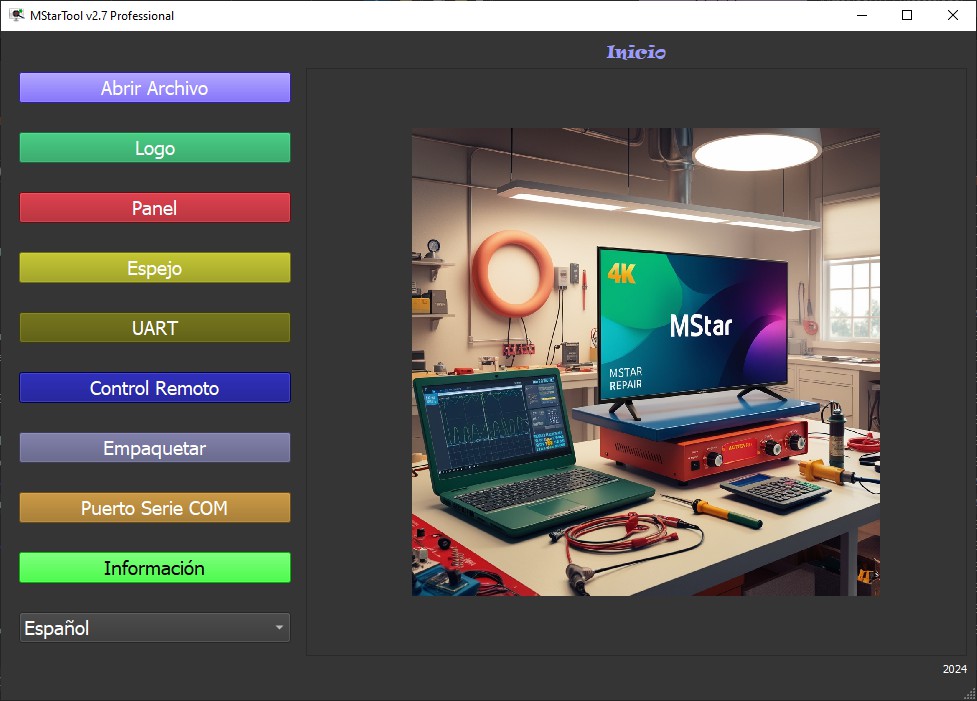 MStarTool v2.7 Professional
Inicio
Abrir Archivo
Logo
Panel
Espejo
UART
Control Remoto
Empaquetar
Puerto Serie COM
Información
Español
4K
MStar
MSTAR
REPAIR
2024